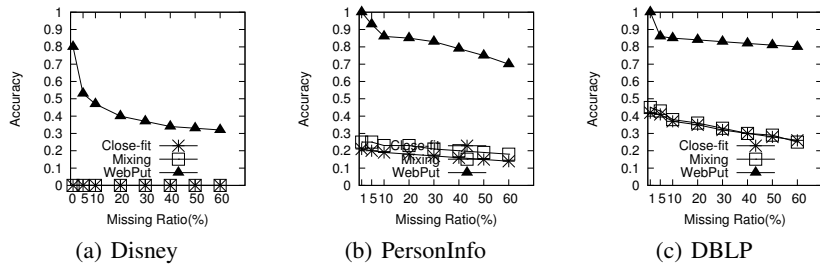 1
0.9
0.8
0.7
0.6
0.5
0.4
0.3
0.2
0.1
0
Accuracy
Close-fit
Mixing
WebPut
0 5 10 20 30 40 50 60
Missing Ratio(%)
(a) Disney
1
0.9
0.8
0.7
0.6
0.5
0.4
0.3
0.2
0.1
0
Accuracy
Close-fit
Mixing
WebPut
1 5 10 20 30 40 50 60
Missing Ratio(%)
(b) PersonInfo
1
0.9
0.8
0.7
0.6
0.5
0.4
0.3
0.2
0.1
0
Accuracy
Close-fit
Mixing
WebPut
1 5 10 20 30 40 50 60
Missing Ratio(%)
(c) DBLP